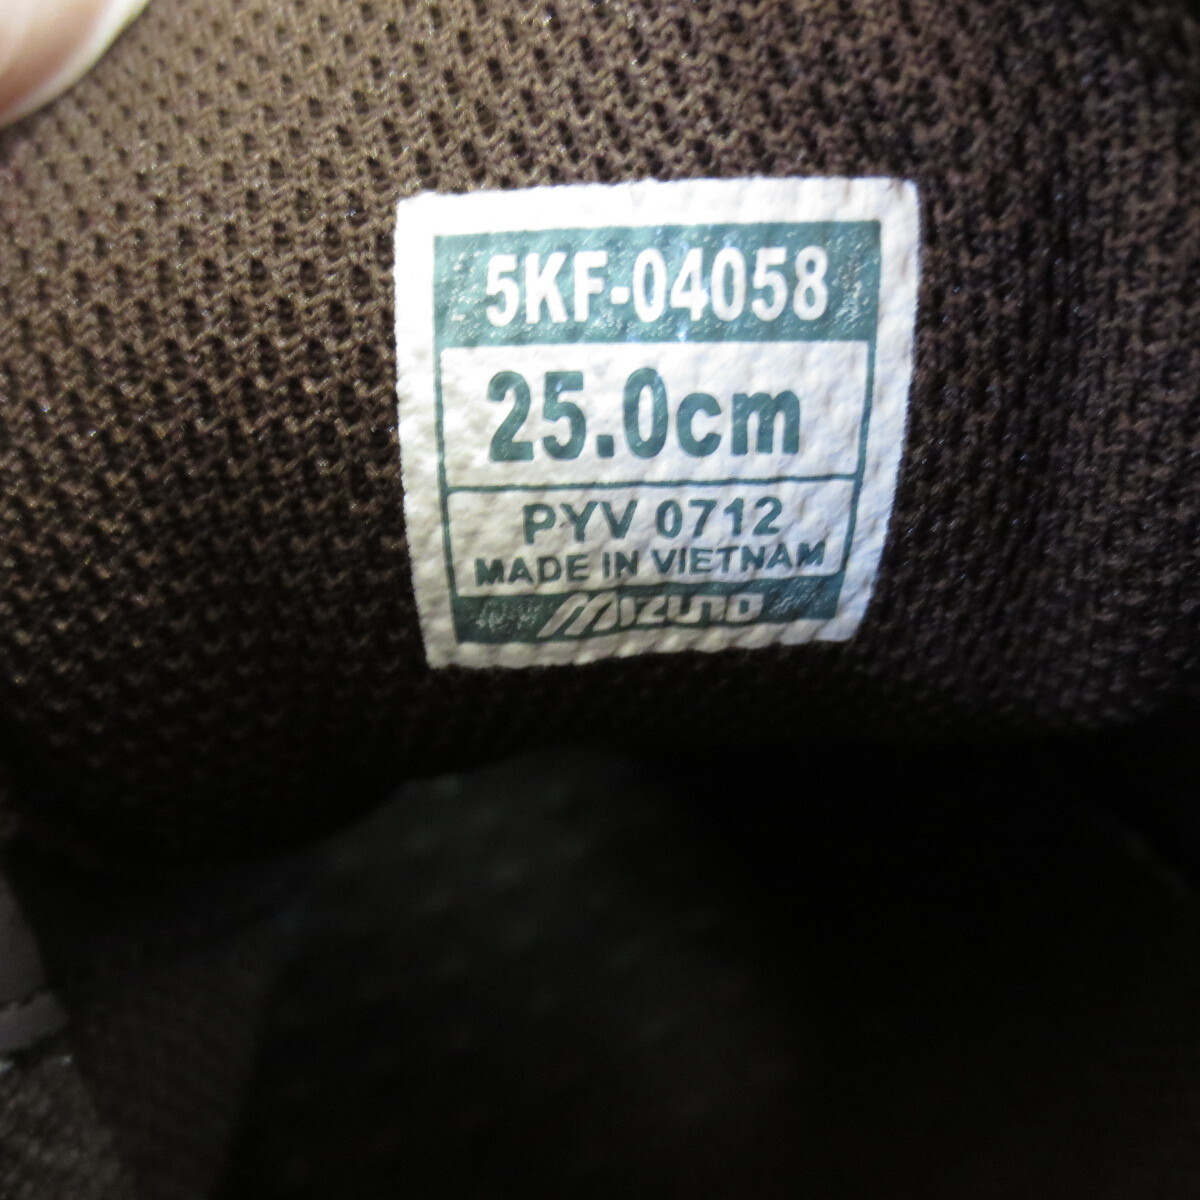 5KF-04058
25.0cm
PYV 0712
MADE IN VIETNAM
MIZUNO